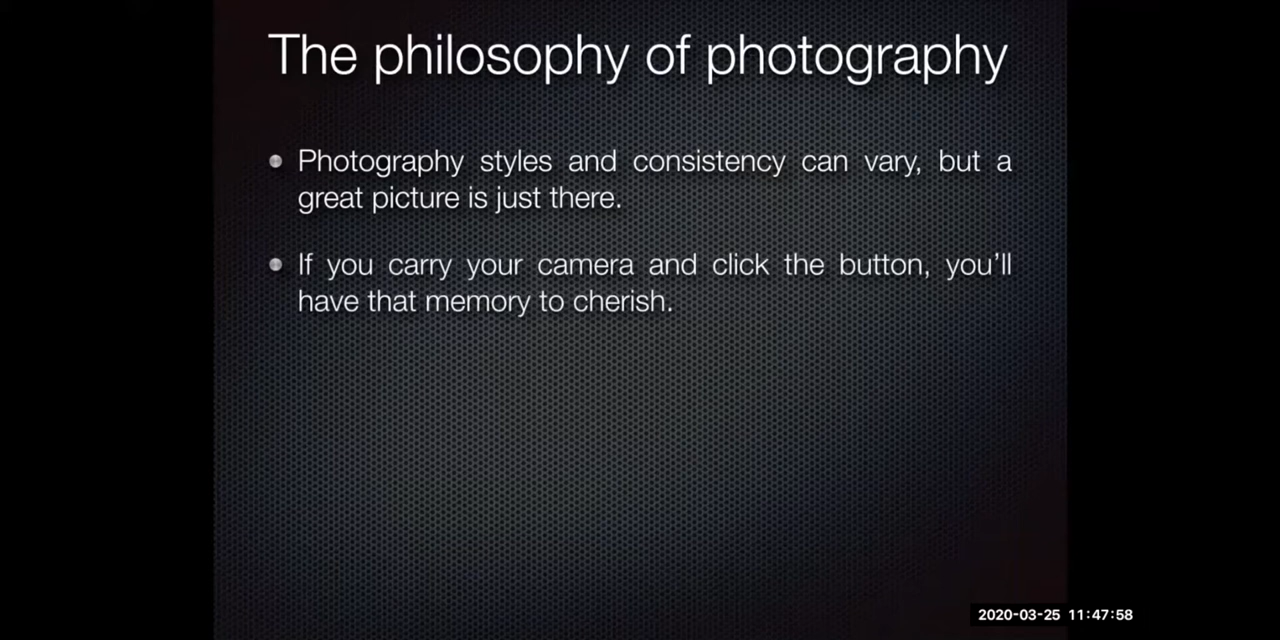 The philosophy of photography
Photography styles and consistency can vary, but a
great picture is just there.
If you carry your camera and click the button, you’ll
have that memory to cherish.
2020-03-25 11:47:58